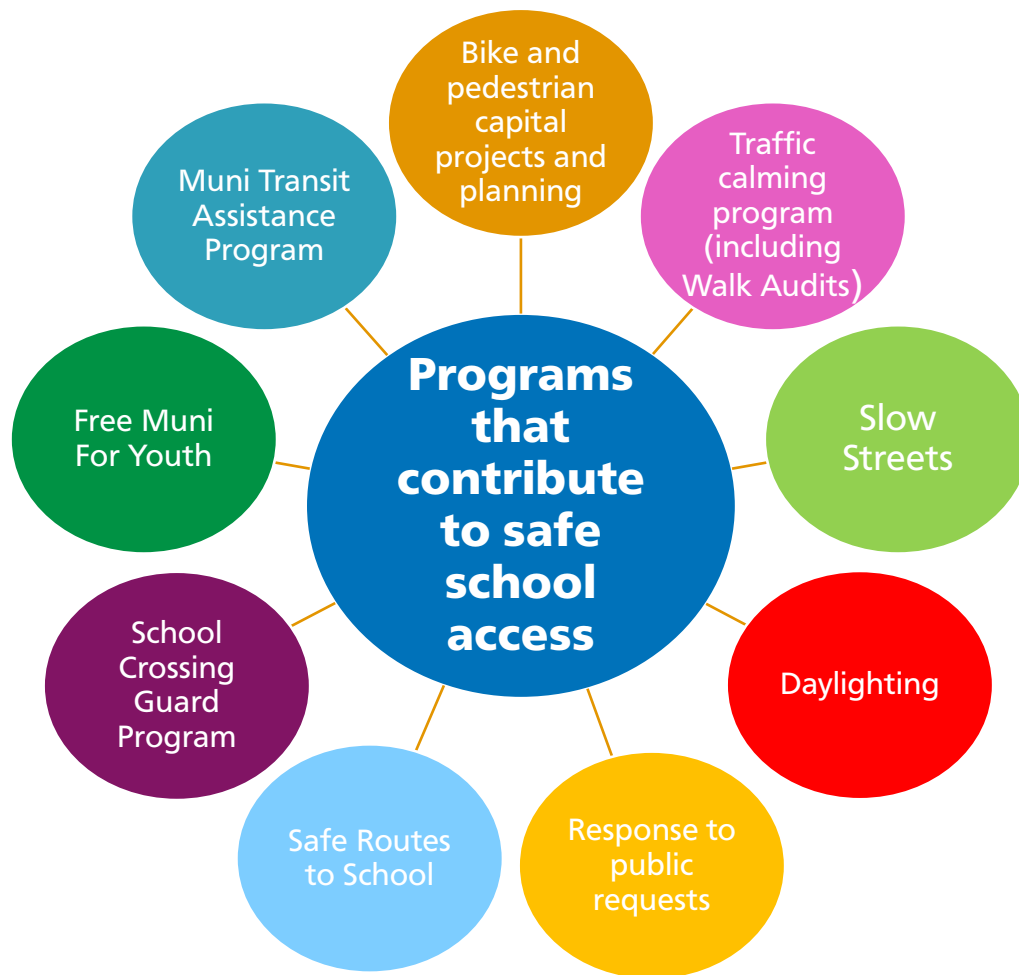 Bike and
pedestrian
capital
projects and
planning
Traffic
calming
program
(including
Walk Audits)
Slow
Streets
Daylighting
Response to
public
requests
Safe Routes
to School
School
Crossing
Guard
Program
Free Muni
For Youth
Muni Transit
Assistance
Program
Programs
that
contribute
to safe
school
access